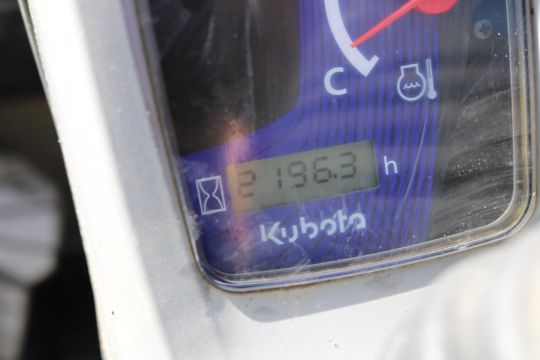 C
2196.3 h
Kubota